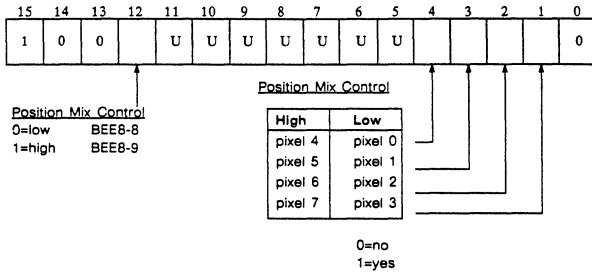 15 14 13 12 11 10 9 8 7 6 5 4 3 2 1 0
1 0 0 U U U U U U U 0
Position Mix Control
Position Mix Control
0=low BEE8-8
1=high BEE8-9
High Low
pixel 4 pixel 0
pixel 5 pixel 1
pixel 6 pixel 2
pixel 7 pixel 3
0=no
1=yes